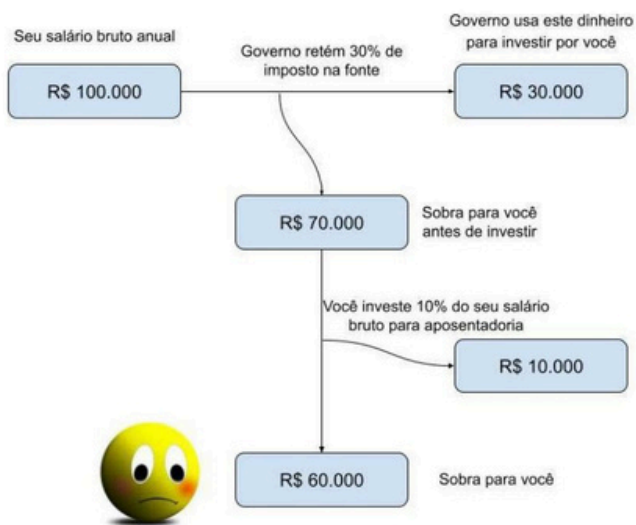 Seu salário bruto anual
R$ 100.000
Governo retém 30% de
imposto na fonte
Governo usa este dinheiro
para investir por você
R$ 30.000
R$ 70.000
Sobra para você
antes de investir
Você investe 10% do seu salário
bruto para aposentadoria
R$ 10.000
R$ 60.000
Sobra para você